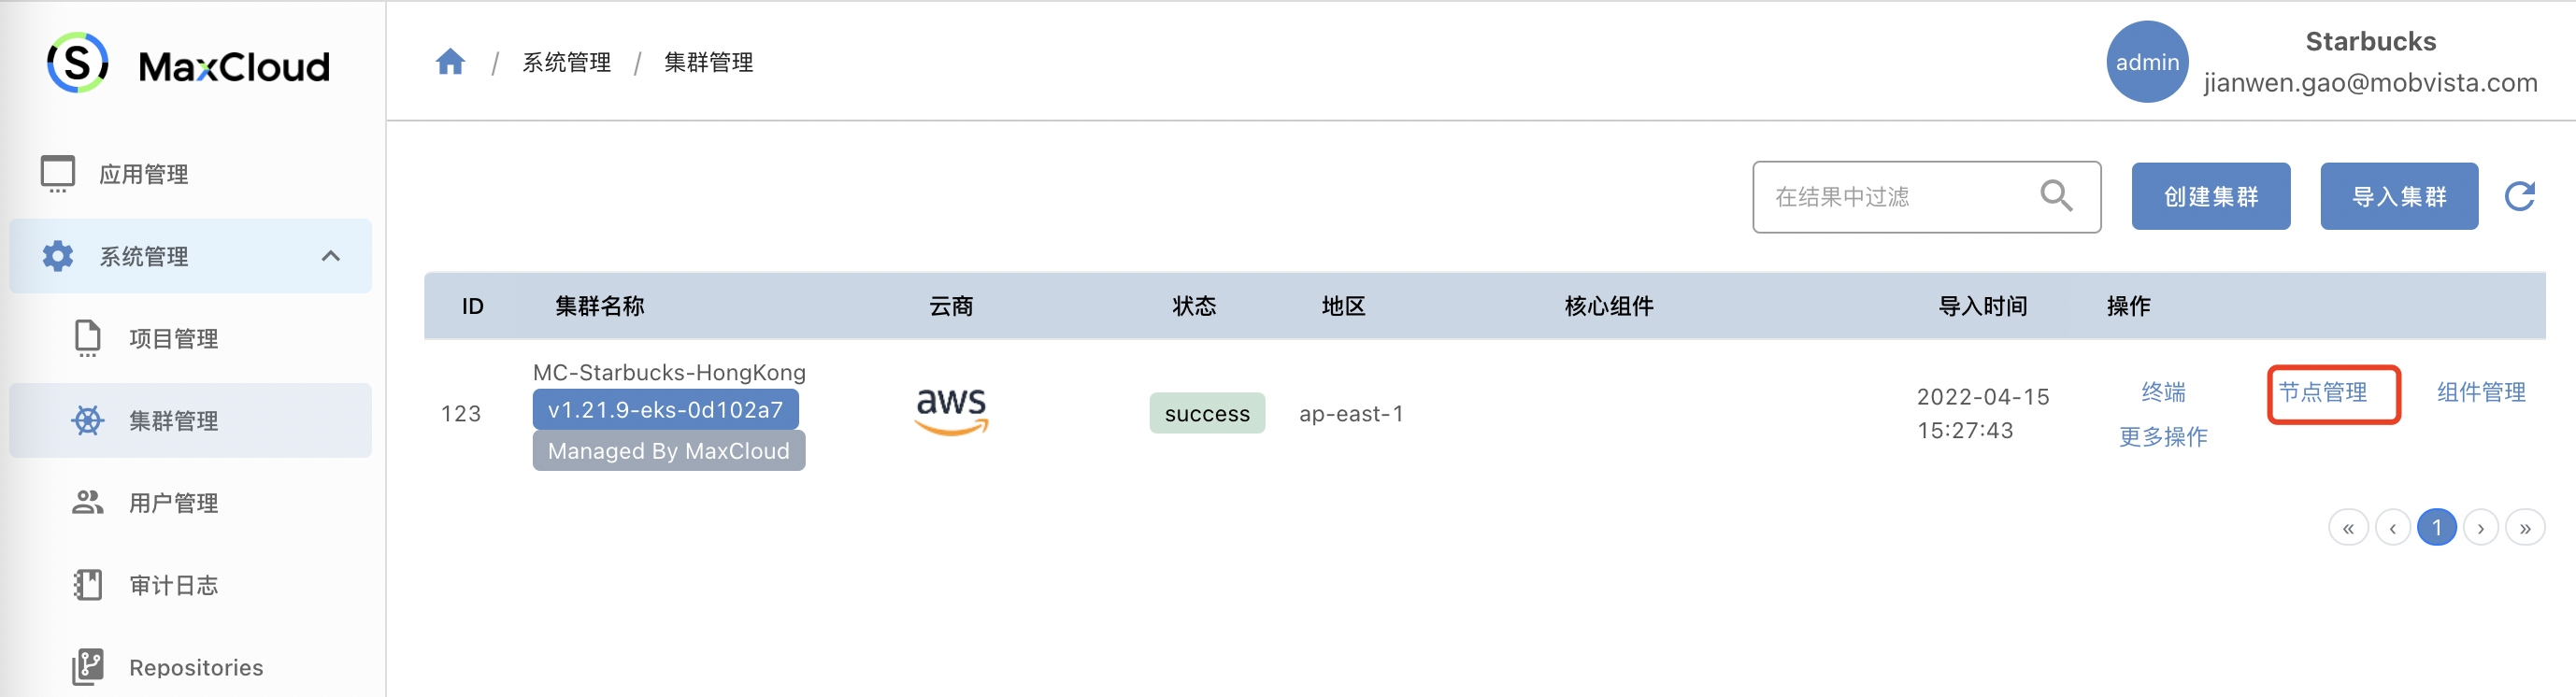 S MaxCloud
应用管理
系统管理
项目管理
集群管理
用户管理
审计日志
Repositories
/ 系统管理 / 集群管理
admin
Starbucks
jianwen.gao@mobvista.com
在结果中过滤
创建集群
导入集群
ID 集群名称 云商 状态 地区 核心组件 导入时间 操作
123
MC-Starbucks-HongKong
v1.21.9-eks-0d102a7
Managed By MaxCloud
aws
success
ap-east-1
2022-04-15
15:27:43
终端 节点管理 组件管理
更多操作
« ‹ 1 › »